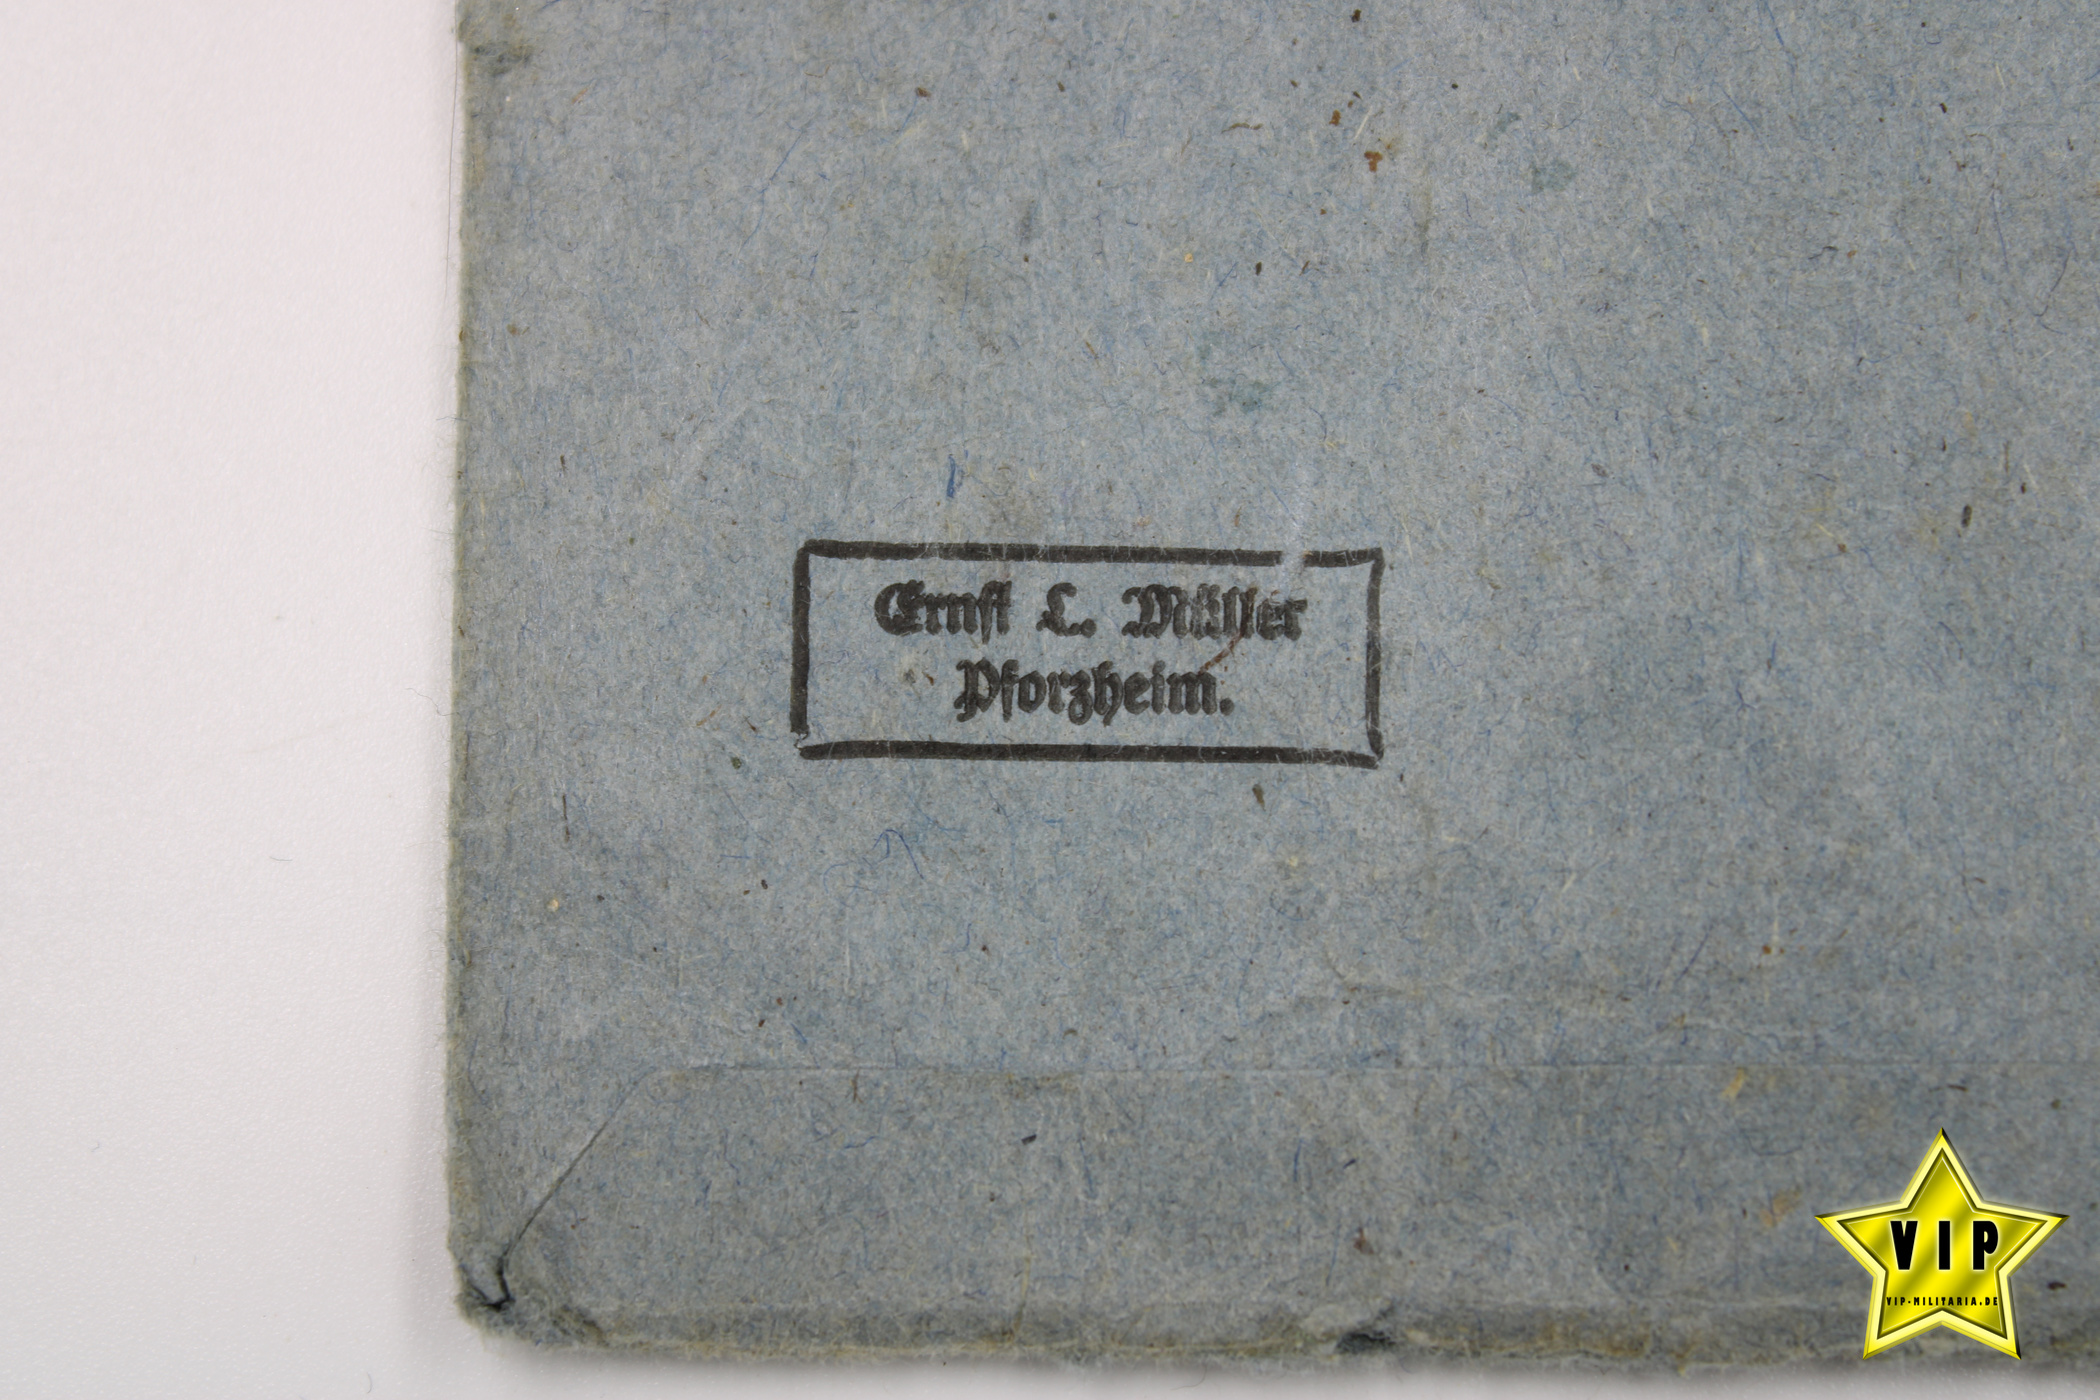 Ernst L. Müller
Pforzheim.
VIP
VIP-MILITARIA.DE